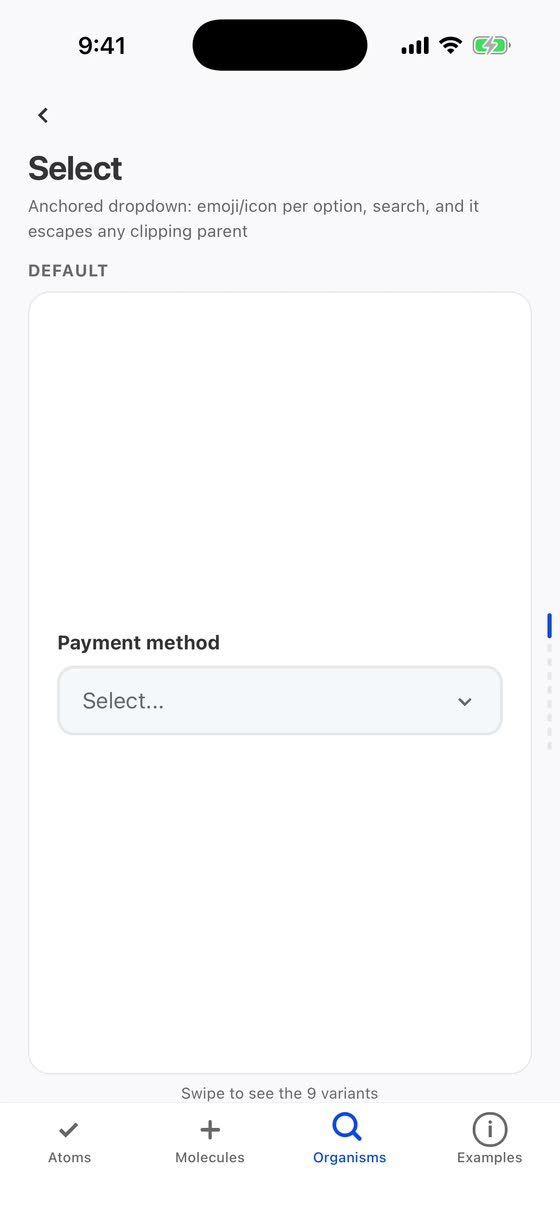 9:41
Select
Anchored dropdown: emoji/icon per option, search, and it
escapes any clipping parent
DEFAULT
Payment method
Select...
Swipe to see the 9 variants
Atoms
Molecules
Organisms
Examples